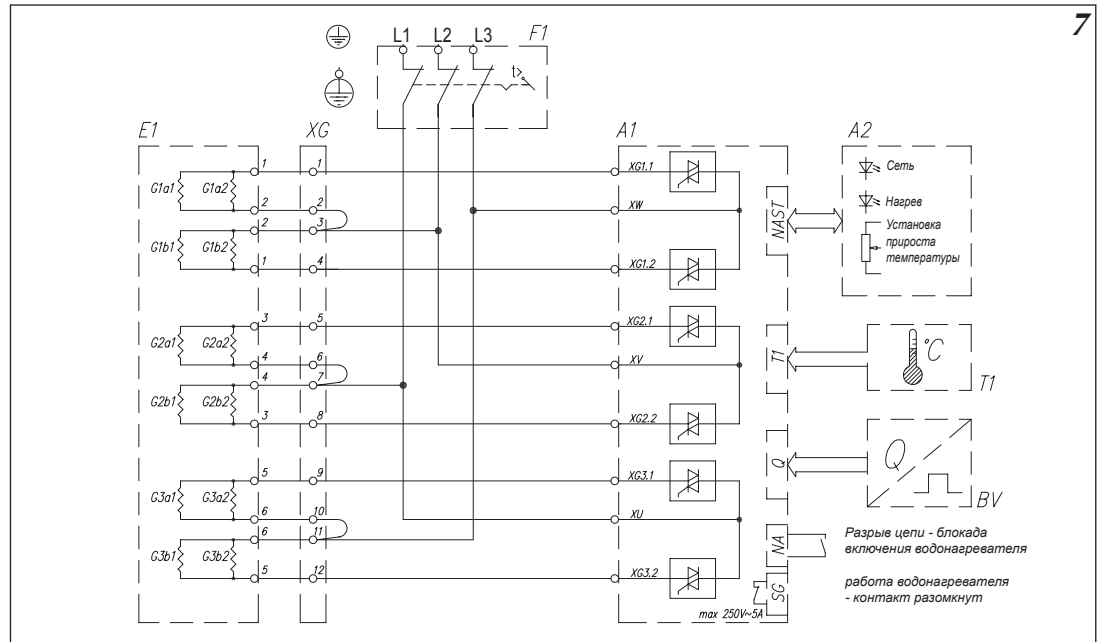 7
L1 L2 L3 F1
t>
E1 XG A1 A2
1 1 XG1.1
G1a1 G1a2
2 2 XW
2 3
G1b1 G1b2
1 4 XG1.2
NAST
Сеть
Нагрев
Установка
прироста
температуры
3 5 XG2.1
G2a1 G2a2
4 6 XV
4 7
G2b1 G2b2
3 8 XG2.2
T1
°C
T1
5 9 XG3.1
G3a1 G3a2
6 10 XU
6 11
G3b1 G3b2
5 12 XG3.2
Q
Q
BV
NA
Разрыв цепи - блокада
включения водонагревателя
SG
работа водонагревателя
- контакт разомкнут
max 250V~5A